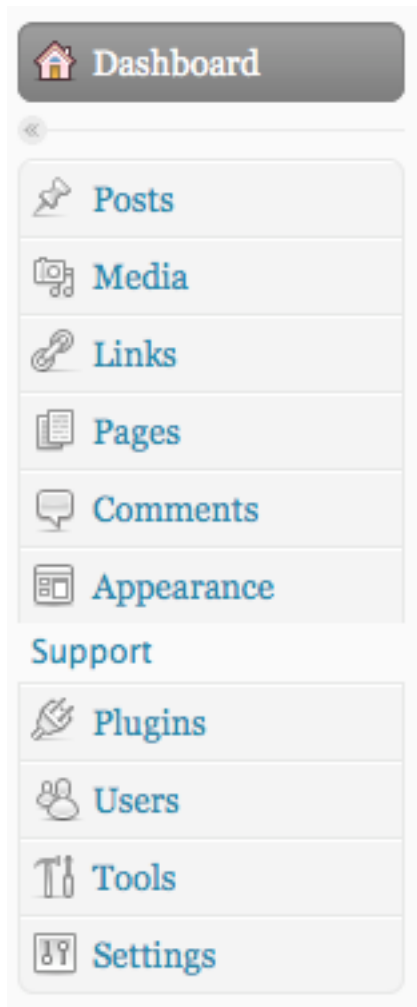 Dashboard
Posts
Media
Links
Pages
Comments
Appearance
Support
Plugins
Users
Tools
Settings